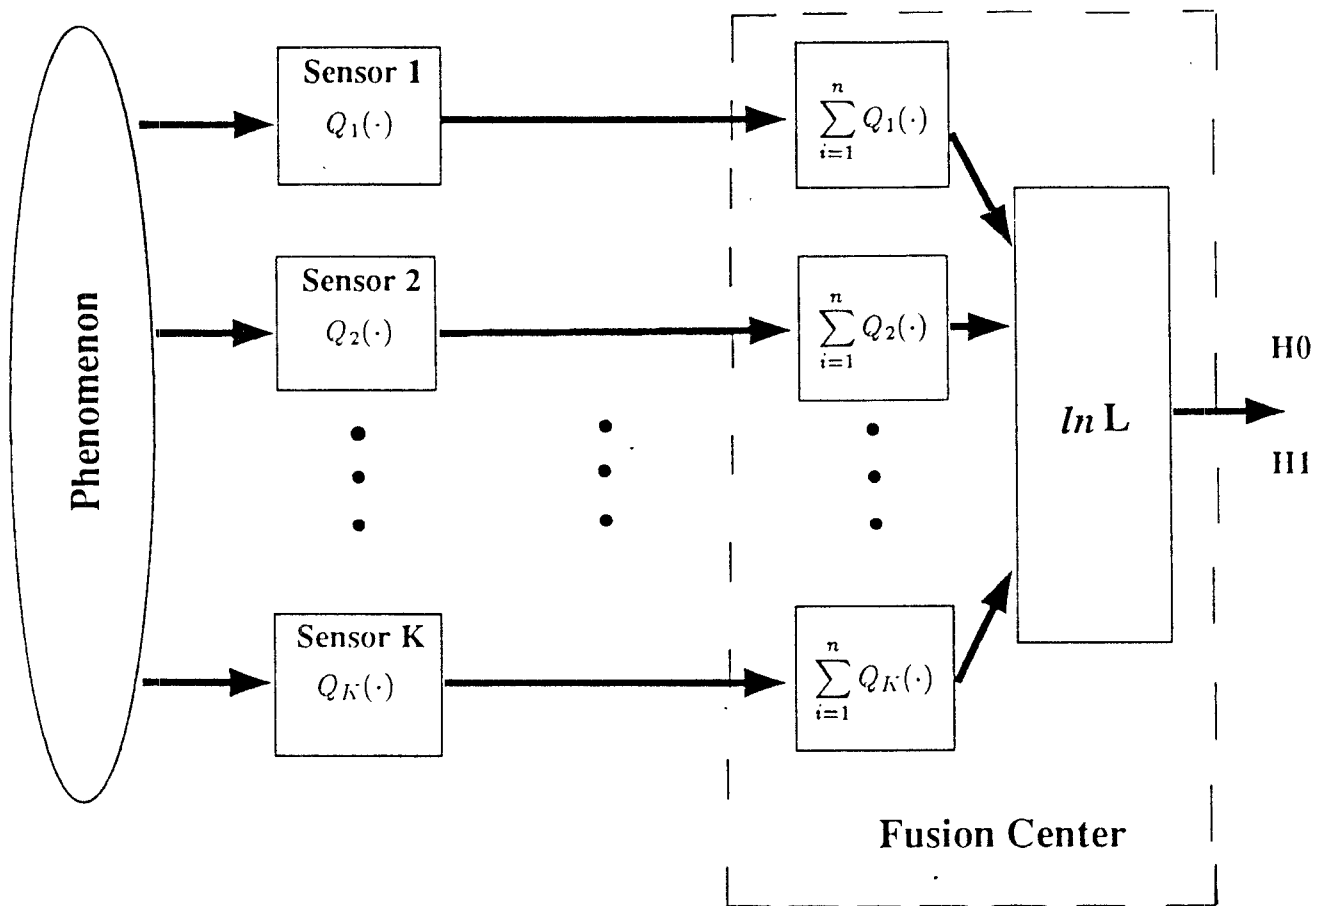 Phenomenon
Sensor 1
Q₁(·)
Sensor 2
Q₂(·)
Sensor K
Q_K(·)
∑_{i=1}^{n} Q₁(·)
∑_{i=1}^{n} Q₂(·)
∑_{i=1}^{n} Q_K(·)
ln L
H0
H1
Fusion Center